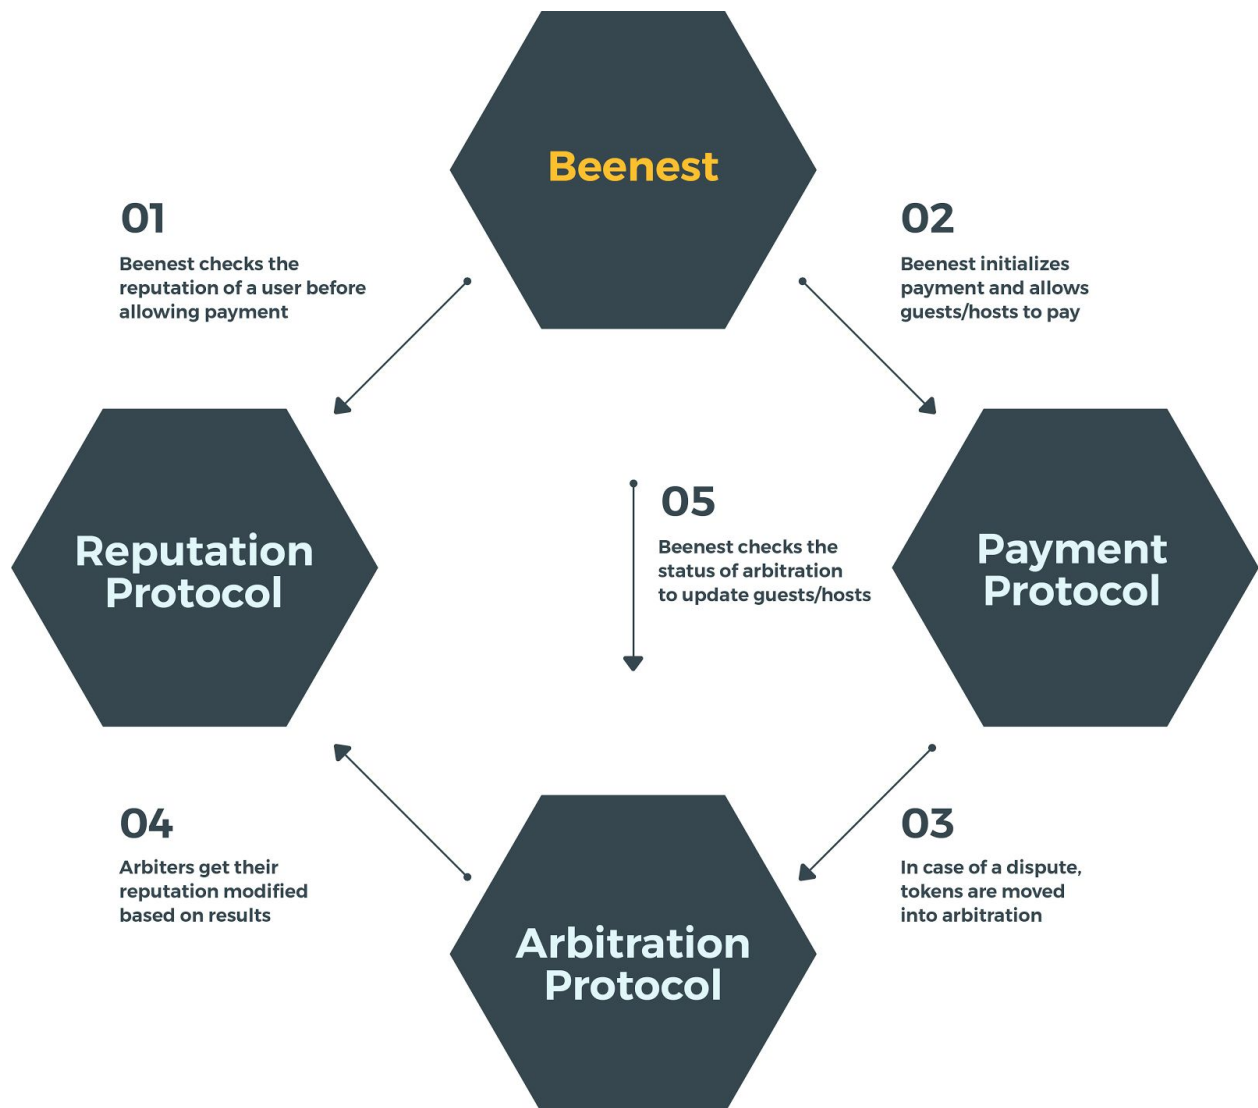 Beenest
01
Beenest checks the
reputation of a user before
allowing payment
02
Beenest initializes
payment and allows
guests/hosts to pay
Reputation
Protocol
05
Beenest checks the
status of arbitration
to update guests/hosts
Payment
Protocol
04
Arbiters get their
reputation modified
based on results
03
In case of a dispute,
tokens are moved
into arbitration
Arbitration
Protocol